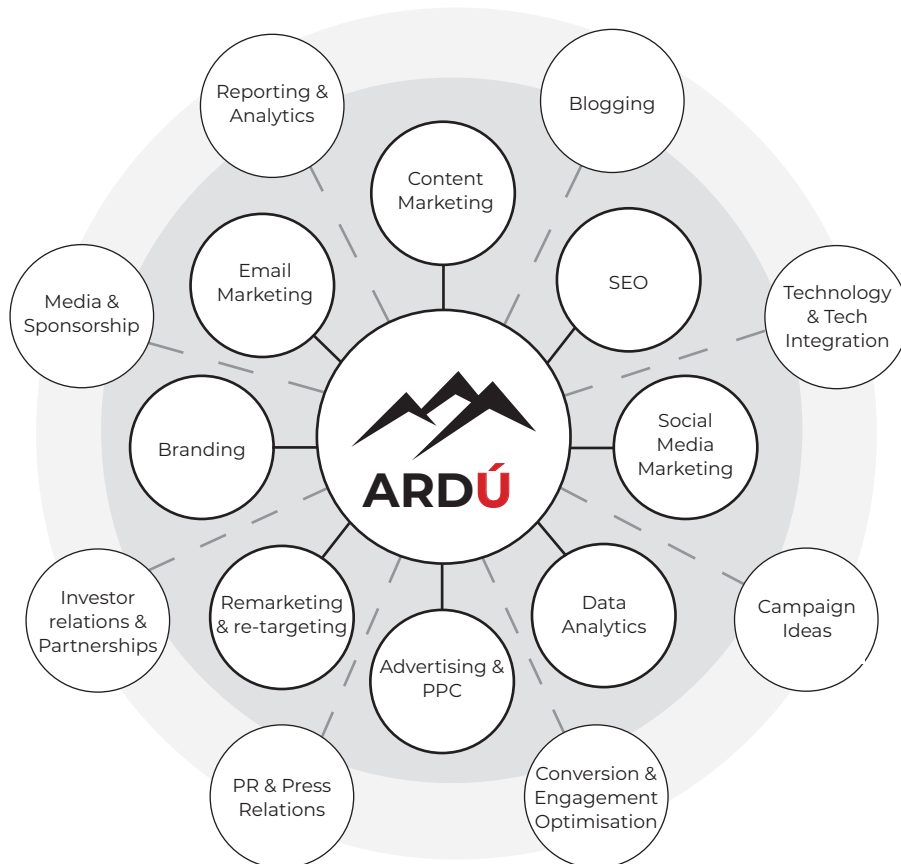 Reporting &
Analytics
Blogging
Content
Marketing
Email
Marketing
SEO
Media &
Sponsorship
Technology
& Tech
Integration
Branding
Social
Media
Marketing
ARDÚ
Investor
relations &
Partnerships
Remarketing
& re-targeting
Data
Analytics
Campaign
Ideas
Advertising &
PPC
PR & Press
Relations
Conversion &
Engagement
Optimisation